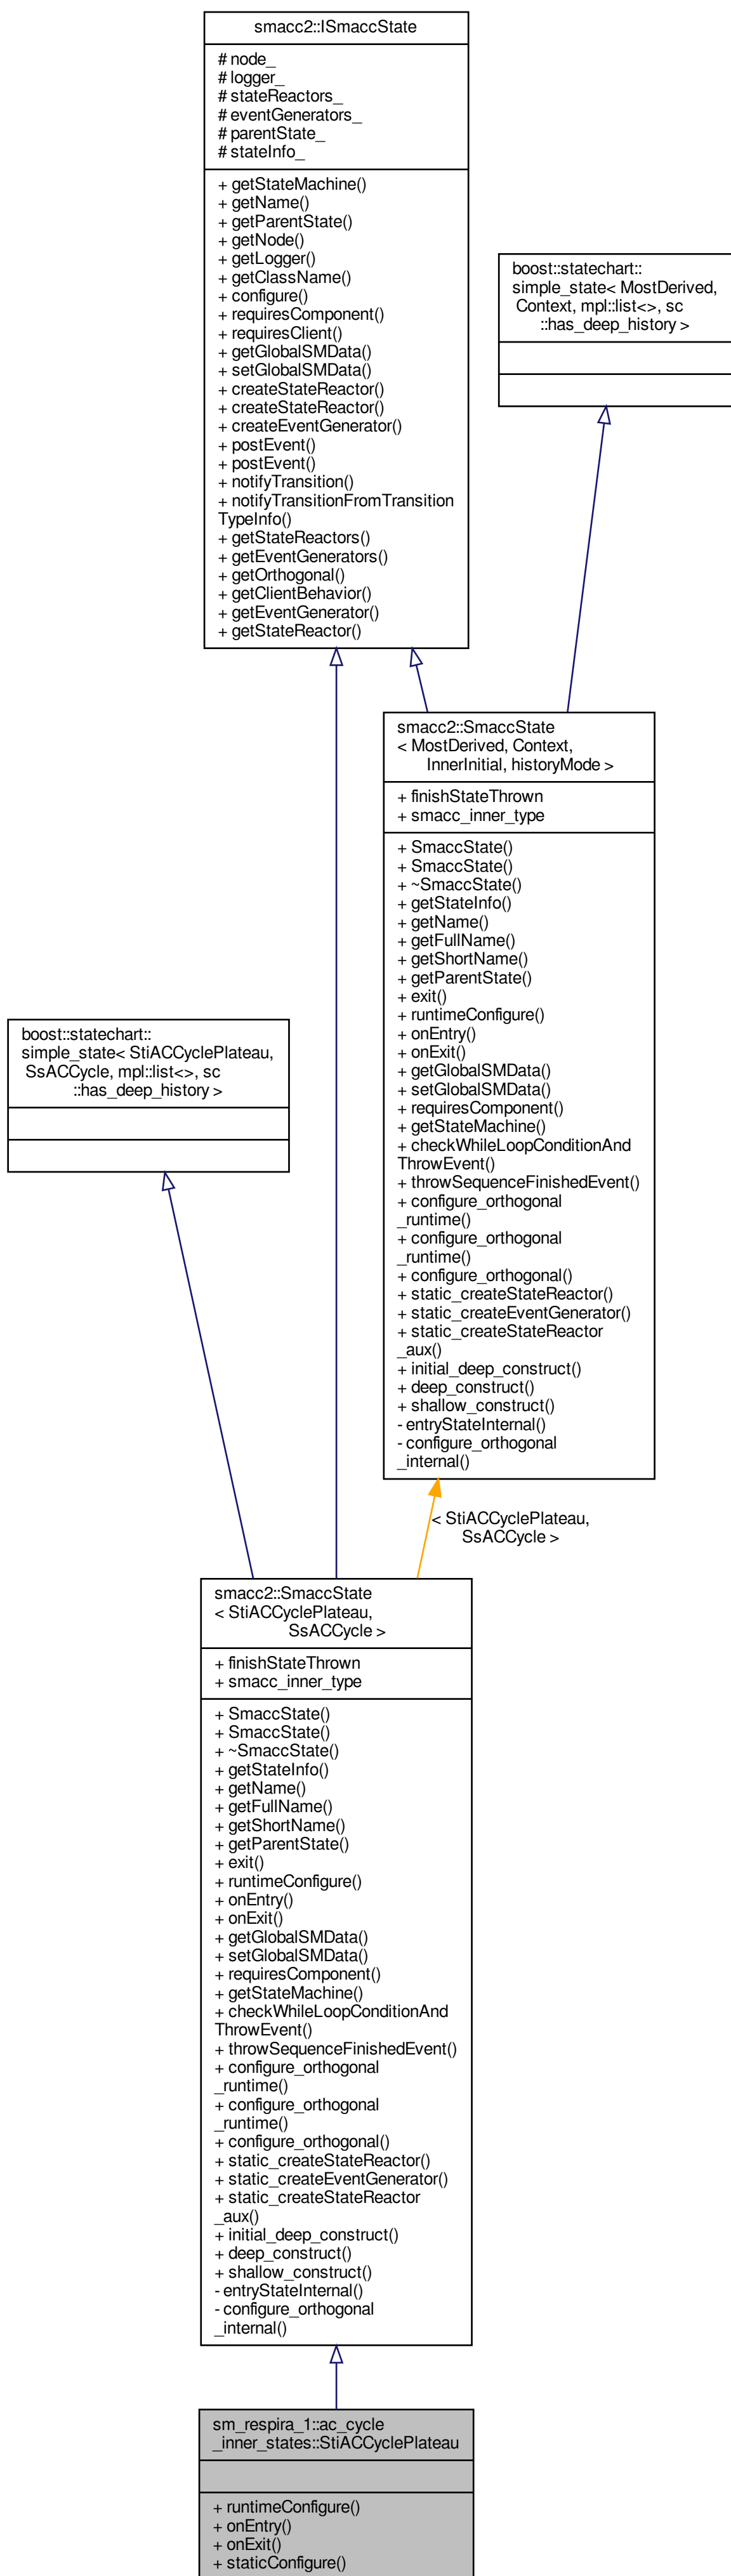 smacc2::ISmaccState
# node_
# logger_
# stateReactors_
# eventGenerators_
# parentState_
# stateInfo_
+ getStateMachine()
+ getName()
+ getParentState()
+ getNode()
+ getLogger()
+ getClassName()
+ configure()
+ requiresComponent()
+ requiresClient()
+ getGlobalSMData()
+ setGlobalSMData()
+ createStateReactor()
+ createStateReactor()
+ createEventGenerator()
+ postEvent()
+ postEvent()
+ notifyTransition()
+ notifyTransitionFromTransition
TypeInfo()
+ getStateReactors()
+ getEventGenerators()
+ getOrthogonal()
+ getClientBehavior()
+ getEventGenerator()
+ getStateReactor()
boost::statechart::
simple_state< MostDerived,
Context, mpl::list<>, sc
::has_deep_history >
smacc2::SmaccState
< MostDerived, Context,
InnerInitial, historyMode >
+ finishStateThrown
+ smacc_inner_type
+ SmaccState()
+ SmaccState()
+ ~SmaccState()
+ getStateInfo()
+ getName()
+ getFullName()
+ getShortName()
+ getParentState()
+ exit()
+ runtimeConfigure()
+ onEntry()
+ onExit()
+ getGlobalSMData()
+ setGlobalSMData()
+ requiresComponent()
+ getStateMachine()
+ checkWhileLoopConditionAnd
ThrowEvent()
+ throwSequenceFinishedEvent()
+ configure_orthogonal
_runtime()
+ configure_orthogonal
_runtime()
+ configure_orthogonal()
+ static_createStateReactor()
+ static_createEventGenerator()
+ static_createStateReactor
_aux()
+ initial_deep_construct()
+ deep_construct()
+ shallow_construct()
- entryStateInternal()
- configure_orthogonal
_internal()
boost::statechart::
simple_state< StiACCyclePlateau,
SsACCycle, mpl::list<>, sc
::has_deep_history >
< StiACCyclePlateau,
SsACCycle >
smacc2::SmaccState
< StiACCyclePlateau,
SsACCycle >
+ finishStateThrown
+ smacc_inner_type
+ SmaccState()
+ SmaccState()
+ ~SmaccState()
+ getStateInfo()
+ getName()
+ getFullName()
+ getShortName()
+ getParentState()
+ exit()
+ runtimeConfigure()
+ onEntry()
+ onExit()
+ getGlobalSMData()
+ setGlobalSMData()
+ requiresComponent()
+ getStateMachine()
+ checkWhileLoopConditionAnd
ThrowEvent()
+ throwSequenceFinishedEvent()
+ configure_orthogonal
_runtime()
+ configure_orthogonal
_runtime()
+ configure_orthogonal()
+ static_createStateReactor()
+ static_createEventGenerator()
+ static_createStateReactor
_aux()
+ initial_deep_construct()
+ deep_construct()
+ shallow_construct()
- entryStateInternal()
- configure_orthogonal
_internal()
sm_respira_1::ac_cycle
_inner_states::StiACCyclePlateau
+ runtimeConfigure()
+ onEntry()
+ onExit()
+ staticConfigure()